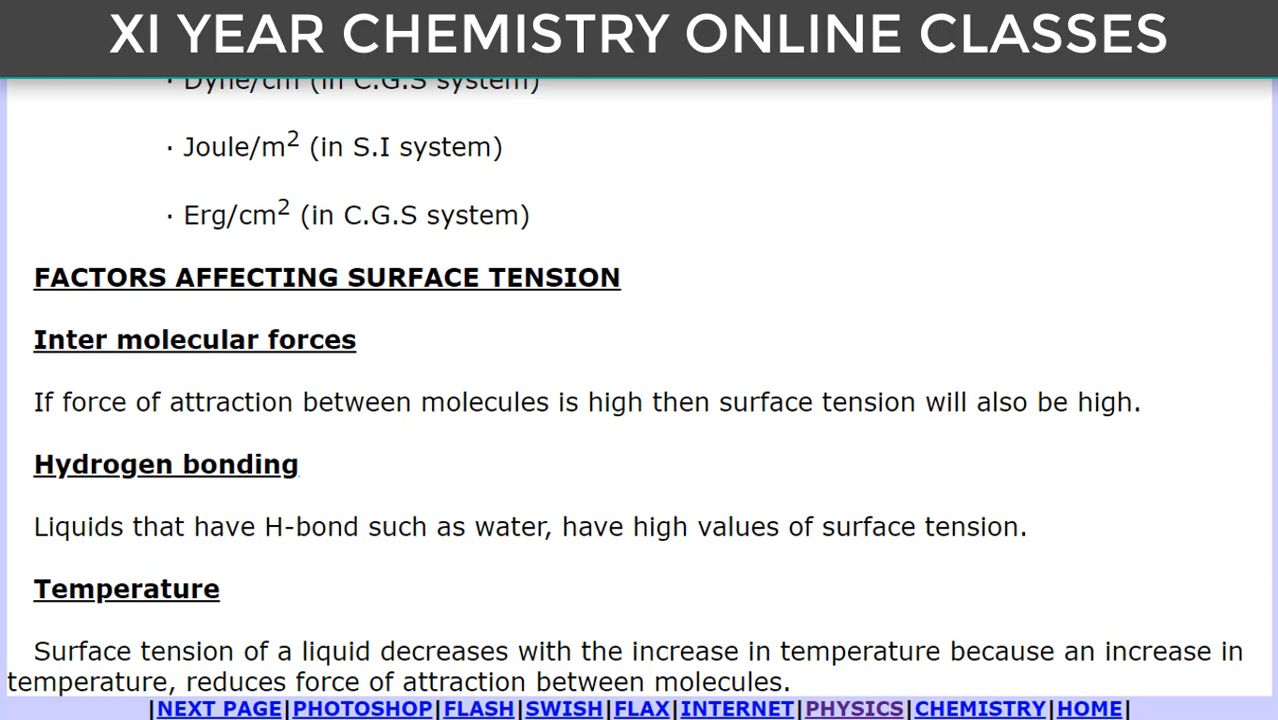 XI YEAR CHEMISTRY ONLINE CLASSES
· Dyne/cm (in C.G.S system)
· Joule/m² (in S.I system)
· Erg/cm² (in C.G.S system)
FACTORS AFFECTING SURFACE TENSION
Inter molecular forces
If force of attraction between molecules is high then surface tension will also be high.
Hydrogen bonding
Liquids that have H-bond such as water, have high values of surface tension.
Temperature
Surface tension of a liquid decreases with the increase in temperature because an increase in
temperature, reduces force of attraction between molecules.
|NEXT PAGE|PHOTOSHOP|FLASH|SWISH|FLAX|INTERNET|PHYSICS|CHEMISTRY|HOME|